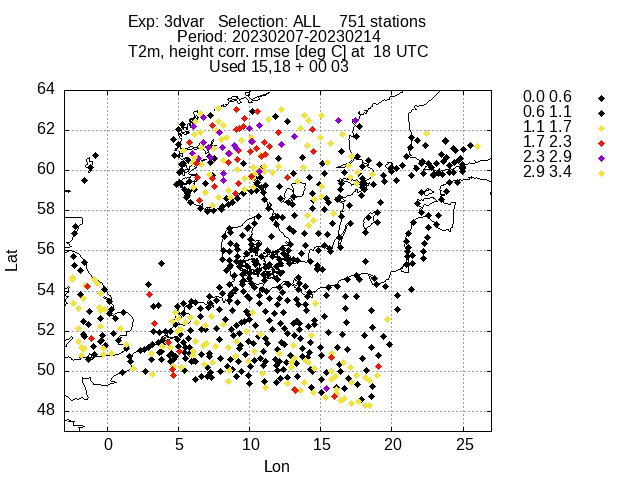 Exp: 3dvar Selection: ALL 751 stations
Period: 20230207-20230214
T2m, height corr. rmse [deg C] at 18 UTC
Used 15,18 + 00 03
64
62
60
58
56
54
52
50
48
Lat
0 5 10 15 20 25
Lon
0.0 0.6
0.6 1.1
1.1 1.7
1.7 2.3
2.3 2.9
2.9 3.4